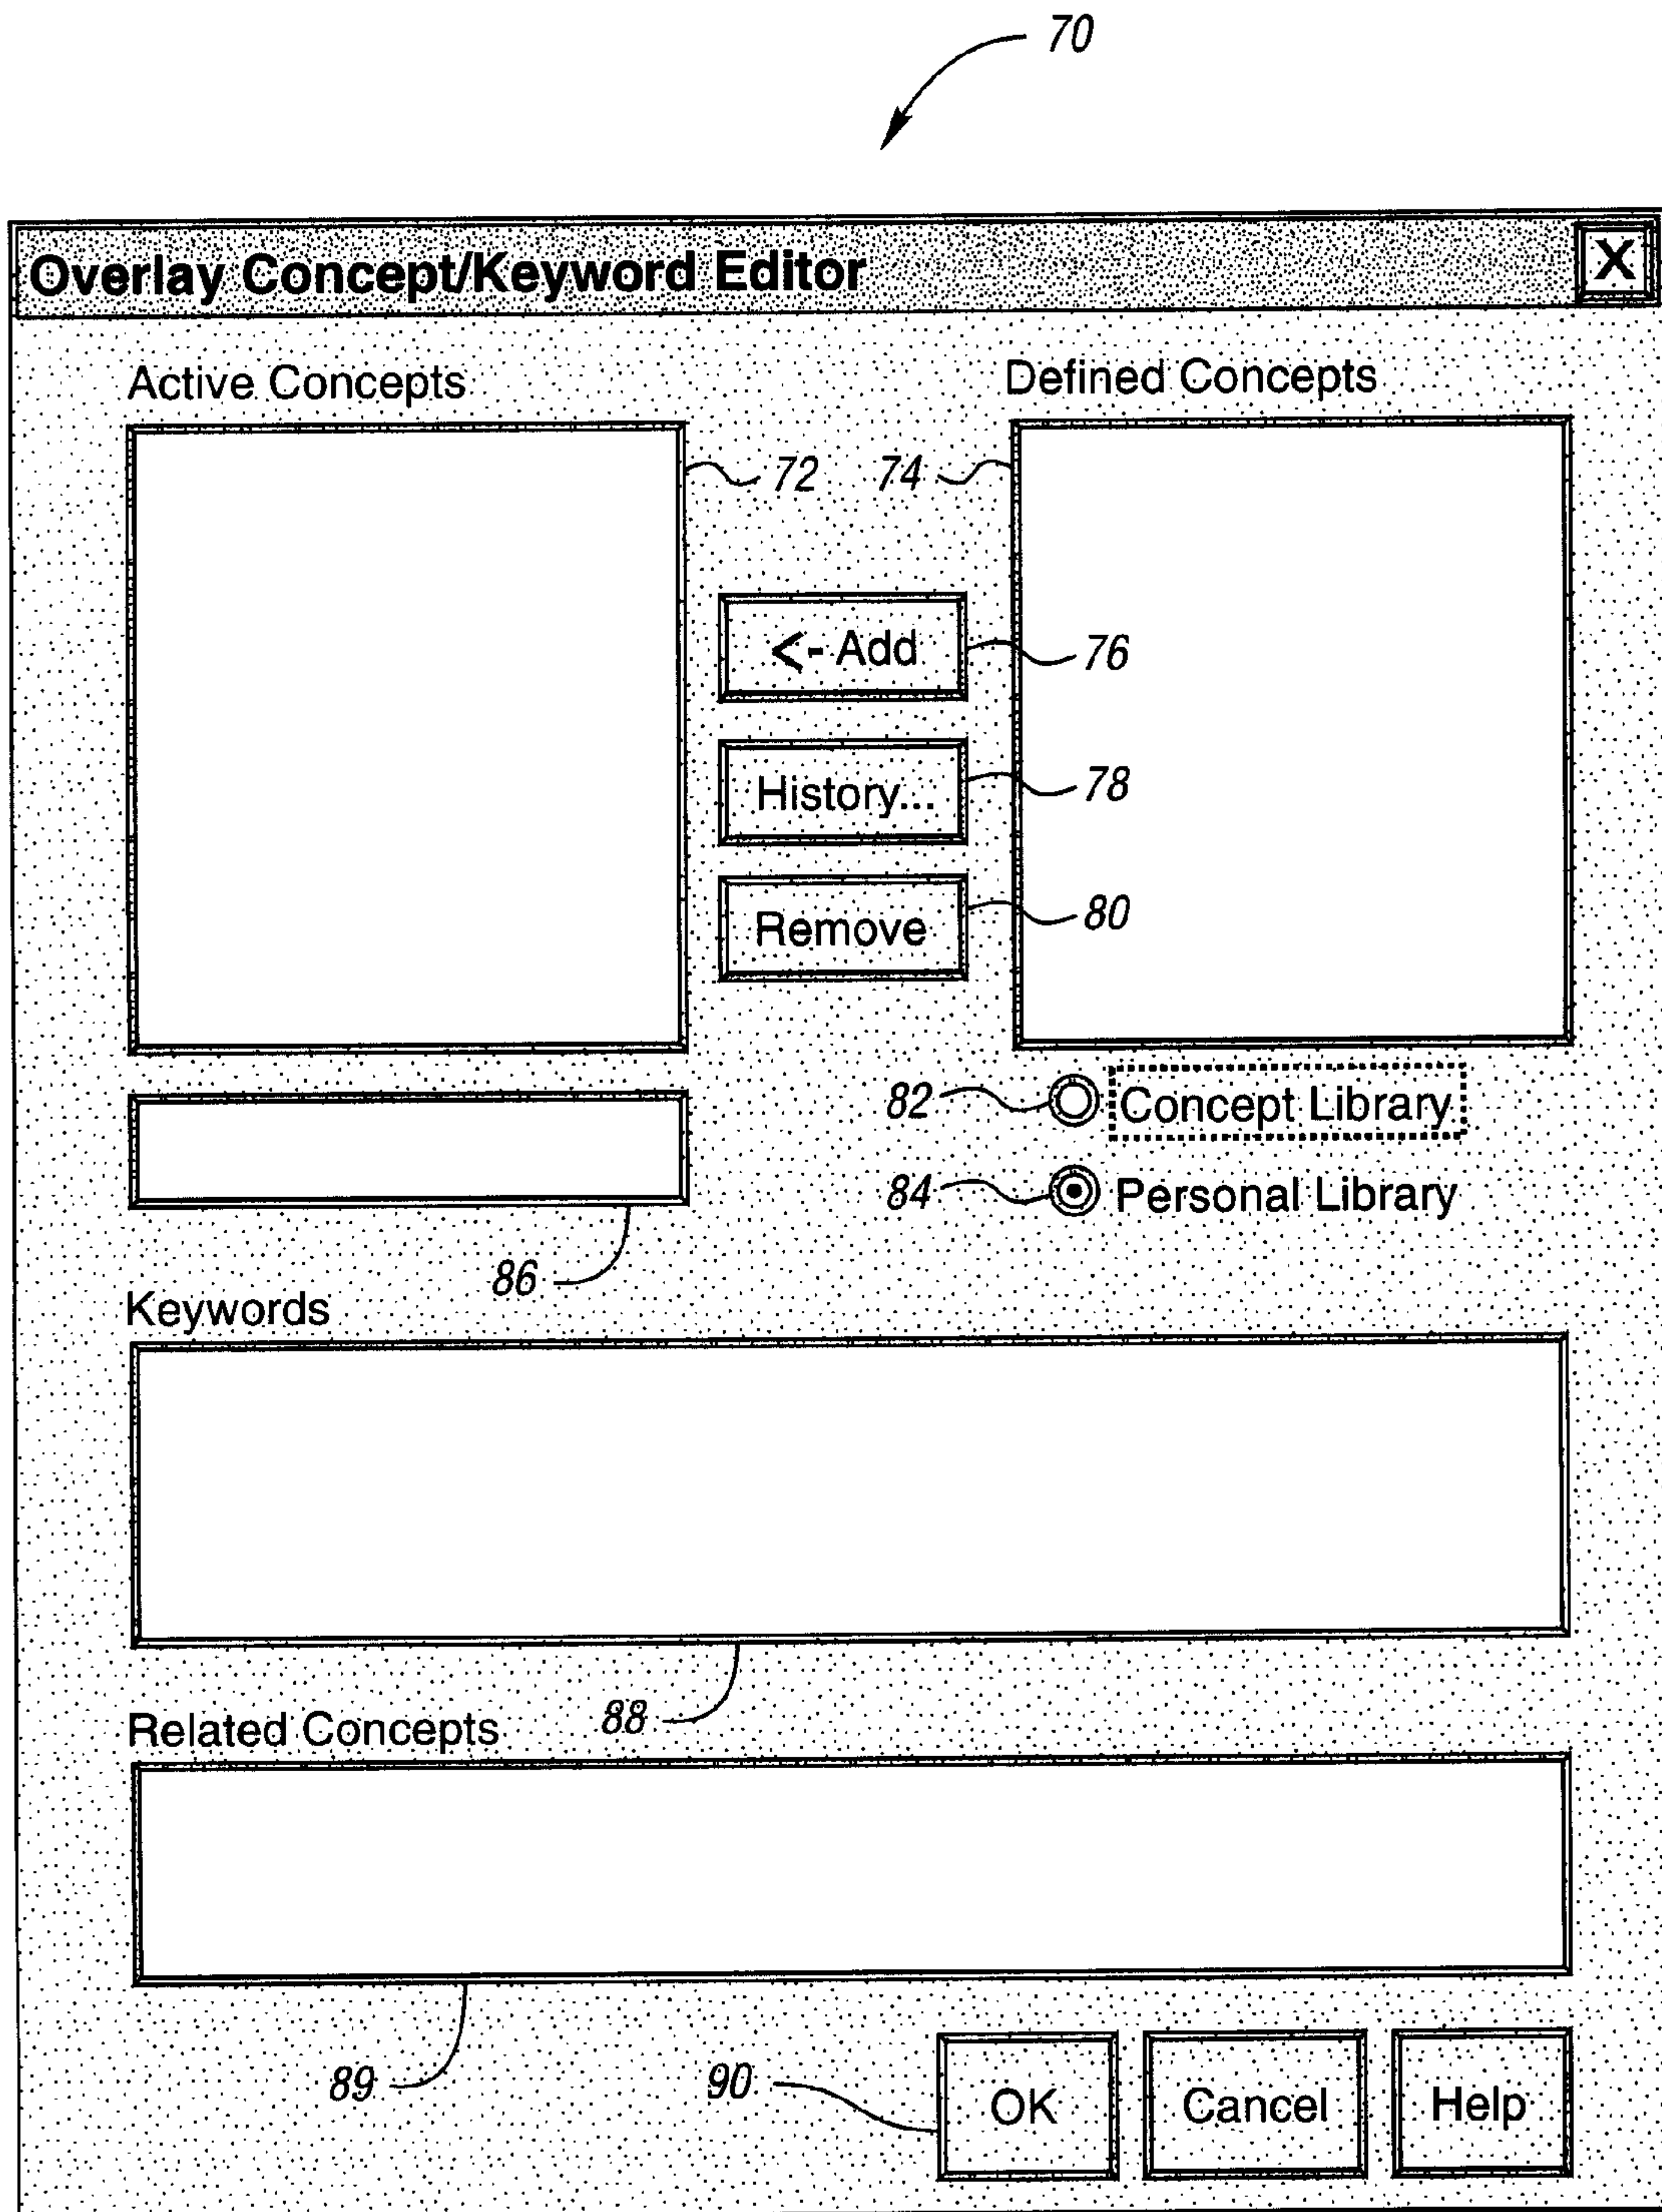 70
Overlay Concept/Keyword Editor X
Active Concepts
Defined Concepts
72 74
<- Add 76
History... 78
Remove 80
82 Concept Library
84 Personal Library
86
Keywords
88
Related Concepts
89
90 OK Cancel Help